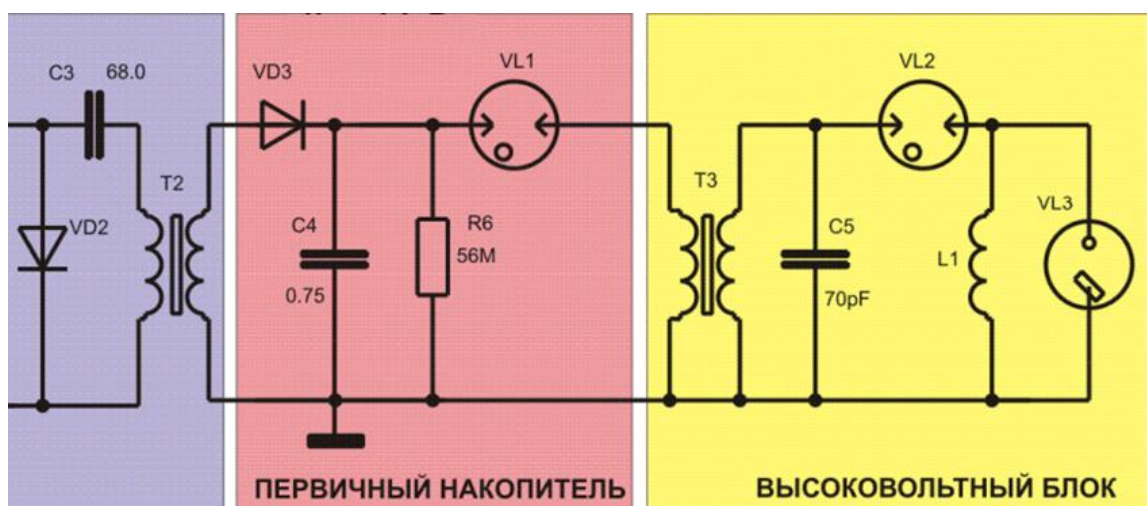 C3 68.0
VD2
T2
VD3
C4
0.75
R6
56M
VL1
T3
C5
70pF
VL2
L1
VL3
ПЕРВИЧНЫЙ НАКОПИТЕЛЬ
ВЫСОКОВОЛЬТНЫЙ БЛОК